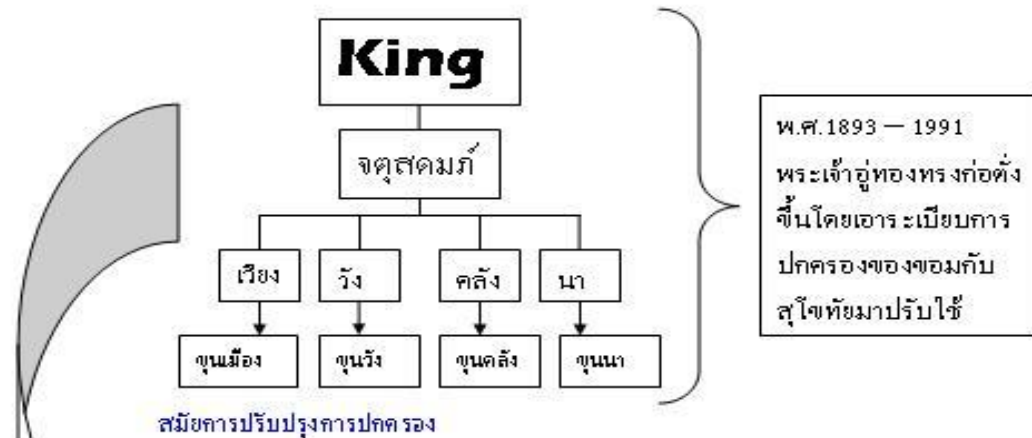 King
จตุสดมภ์
เวียง
วัง
คลัง
นา
ขุนเมือง
ขุนวัง
ขุนคลัง
ขุนนา
พ.ศ.1893 – 1991
พระเจ้าอู่ทองทรงก่อตั้ง
ขึ้นโดยเอาระเบียบการ
ปกครองของขอมกับ
สุโขทัยมาปรับใช้
สมัยการปรับปรุงการปกครอง